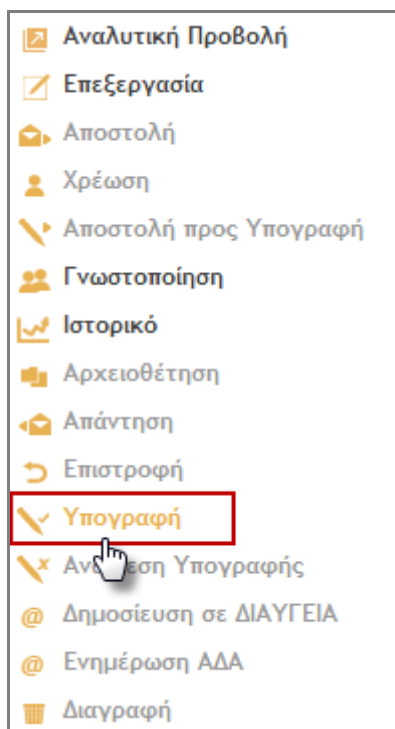 Αναλυτική Προβολή
Επεξεργασία
Αποστολή
Χρέωση
Αποστολή προς Υπογραφή
Γνωστοποίηση
Ιστορικό
Αρχειοθέτηση
Απάντηση
Επιστροφή
Υπογραφή
Υπογραφής
@ Δημοσίευση σε ΔΙΑΥΓΕΙΑ
@ Ενημέρωση ΑΔΑ
Διαγραφή